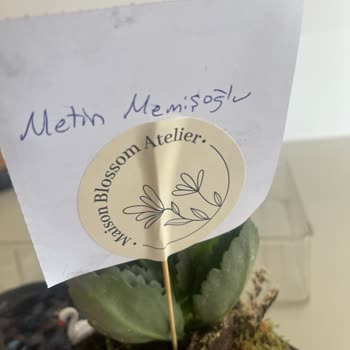 Metin Memişoğlu
• Maison Blossom Atelier •